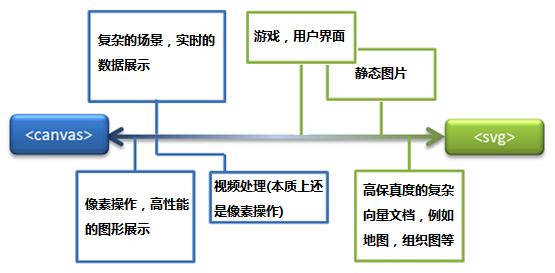 复杂的场景，实时的
数据展示
游戏，用户界面
静态图片
<canvas>
<svg>
像素操作，高性能
的图形展示
视频处理(本质上还
是像素操作)
高保真度的复杂
向量文档，例如
地图，组织图等